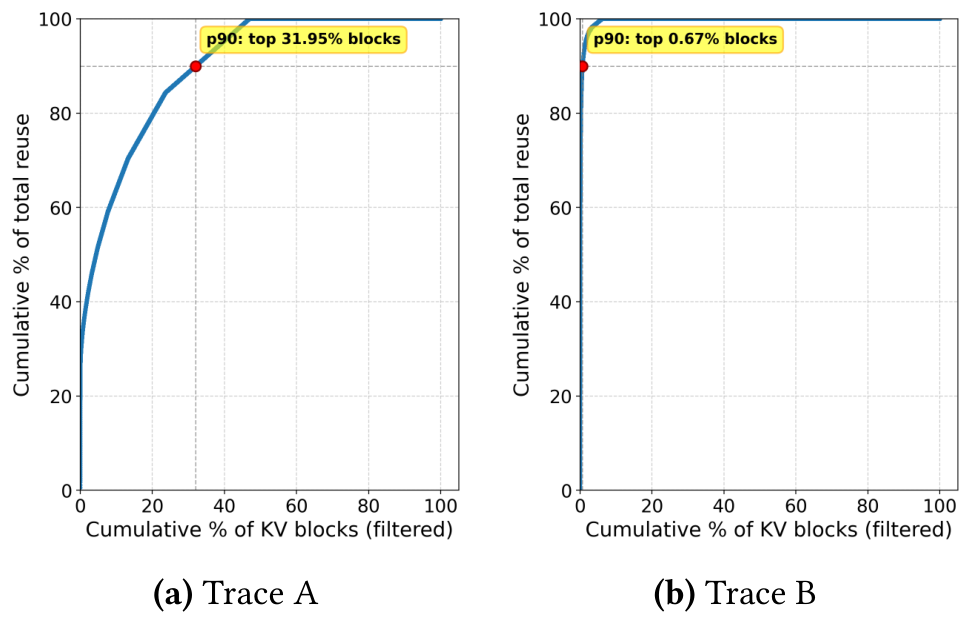 100
80
60
40
20
0
Cumulative % of total reuse
p90: top 31.95% blocks
0 20 40 60 80 100
Cumulative % of KV blocks (filtered)
(a) Trace A
100
80
60
40
20
0
Cumulative % of total reuse
p90: top 0.67% blocks
0 20 40 60 80 100
Cumulative % of KV blocks (filtered)
(b) Trace B